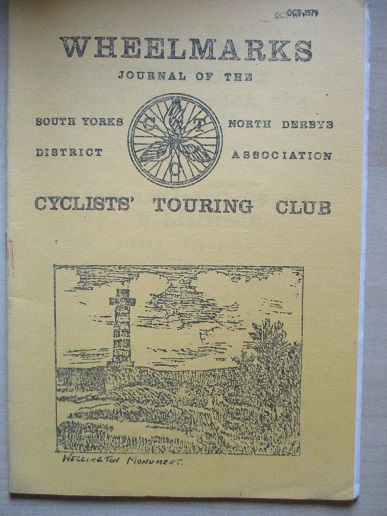 OCT. 1979
WHEELMARKS
JOURNAL OF THE
SOUTH YORKS NORTH DERBYS
DISTRICT ASSOCIATION
C T C
CYCLISTS' TOURING CLUB
WELLINGTON MONUMENT.